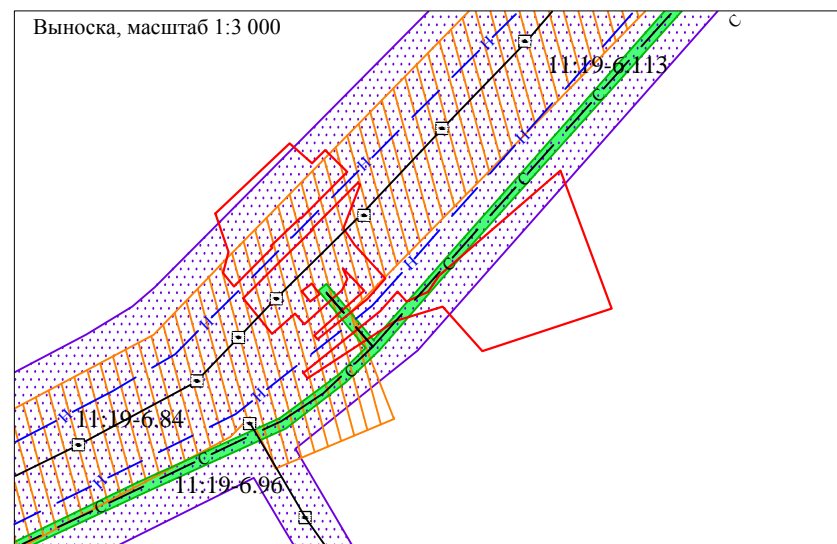 Выноска, масштаб 1:3 000
С
11:19-6.113
С
Н
Н
Н
С
С
Н
Н
Н
С
Н
Н
11:19-6.84
С
11:19-6.96
Н
С